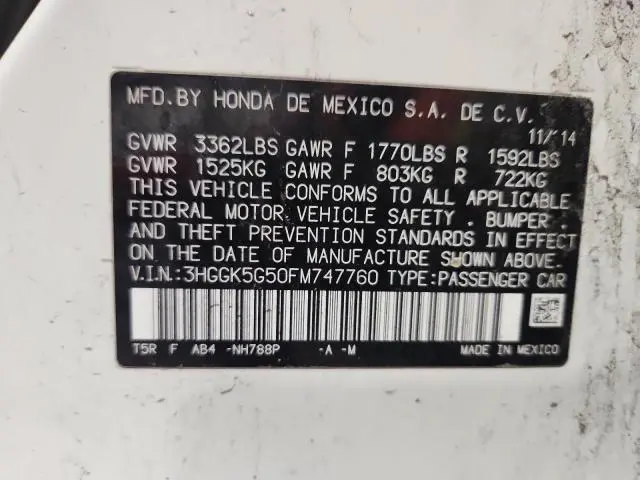 MFD.BY HONDA DE MEXICO S.A. DE C.V.
11/14
GVWR 3362LBS GAWR F 1770LBS R 1592LBS
GVWR 1525KG GAWR F 803KG R 722KG
THIS VEHICLE CONFORMS TO ALL APPLICABLE
FEDERAL MOTOR VEHICLE SAFETY, BUMPER,
AND THEFT PREVENTION STANDARDS IN EFFECT
ON THE DATE OF MANUFACTURE SHOWN ABOVE.
V.I.N.:3HGGK5G50FM747760 TYPE:PASSENGER CAR
T5R F AB4 -NH788P -A -M MADE IN MEXICO